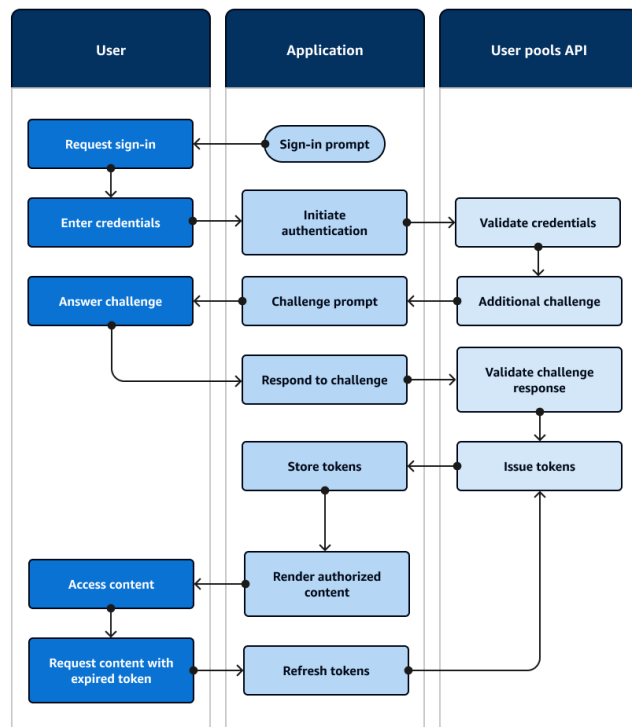 User
Application
User pools API
Request sign-in
Sign-in prompt
Enter credentials
Initiate
authentication
Validate credentials
Answer challenge
Challenge prompt
Additional challenge
Respond to challenge
Validate challenge
response
Store tokens
Issue tokens
Access content
Render authorized
content
Request content with
expired token
Refresh tokens